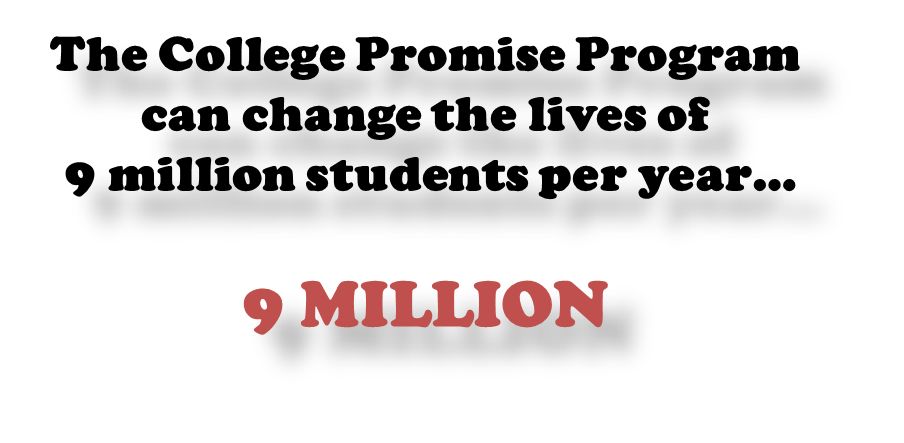 The College Promise Program
can change the lives of
9 million students per year...
9 MILLION